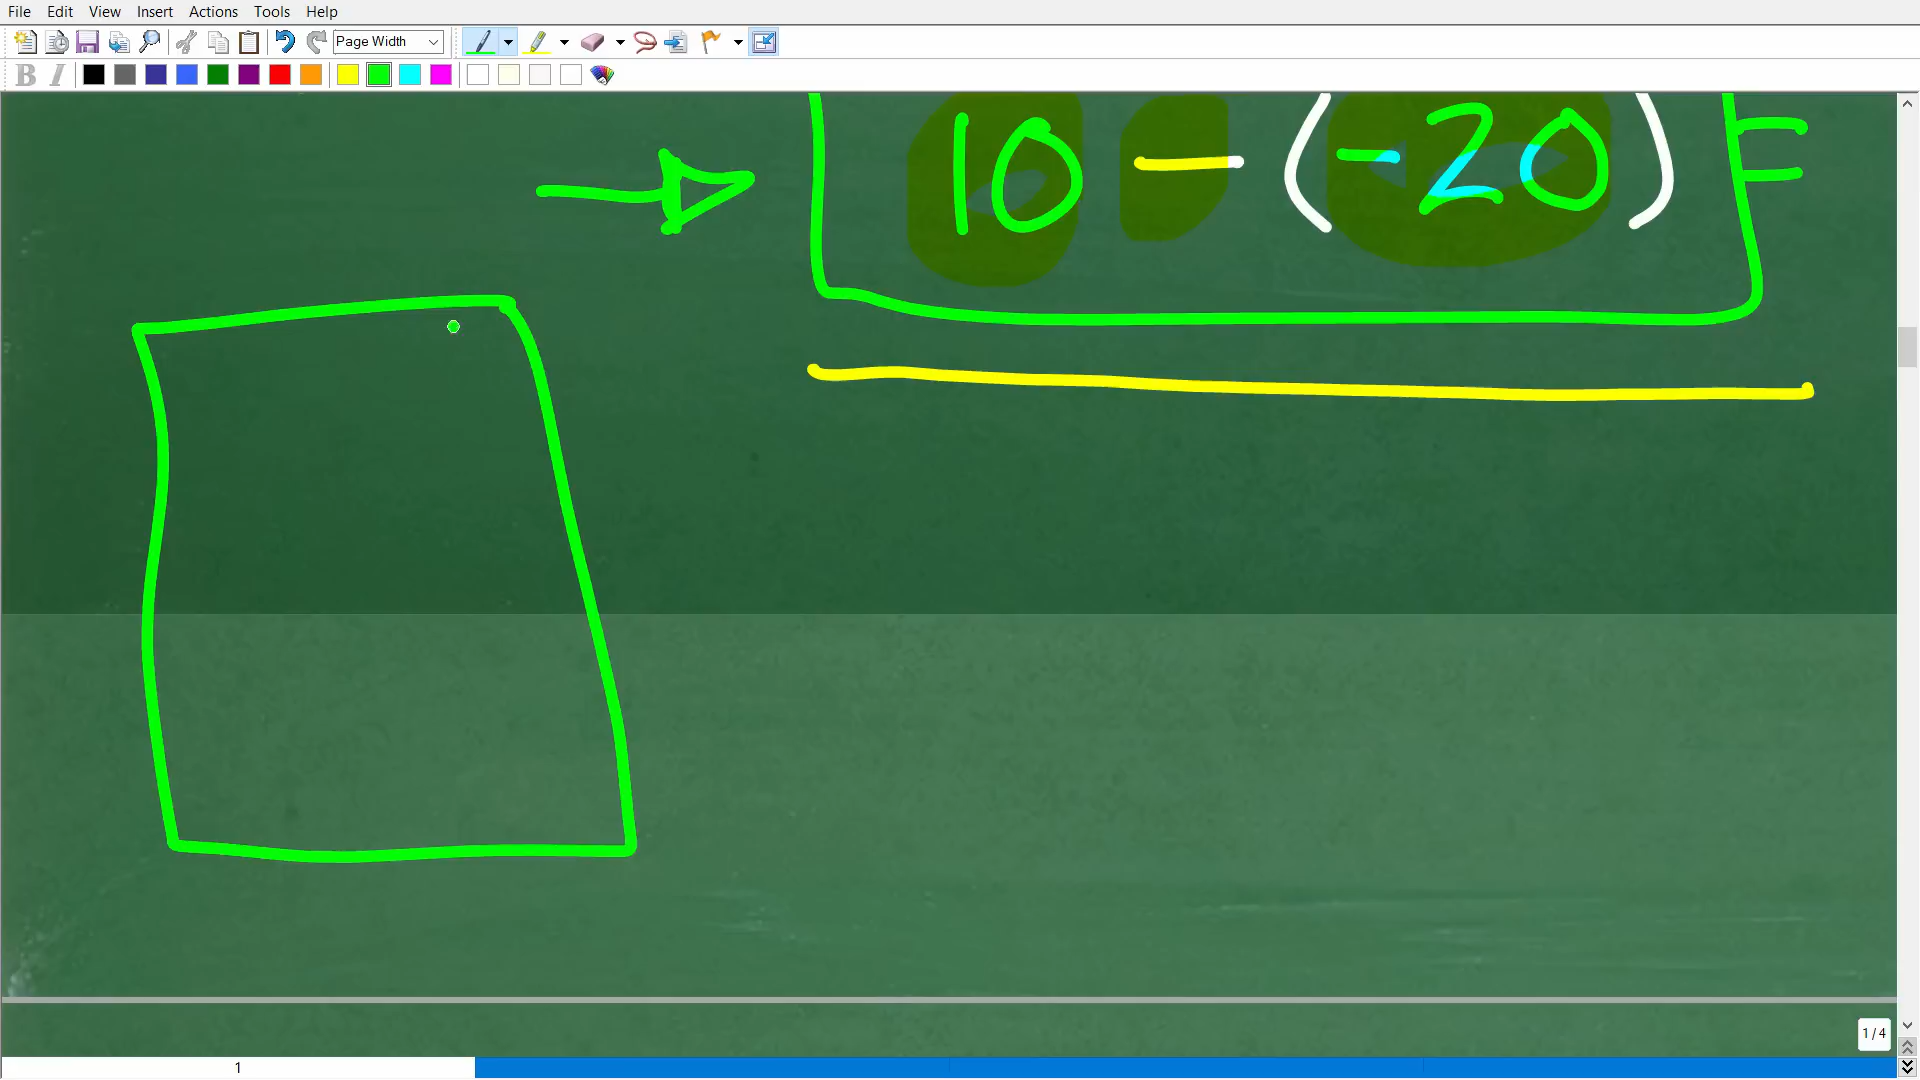 File Edit View Insert Actions Tools Help
Page Width
B I
10 - (-20) =
1 / 4
1